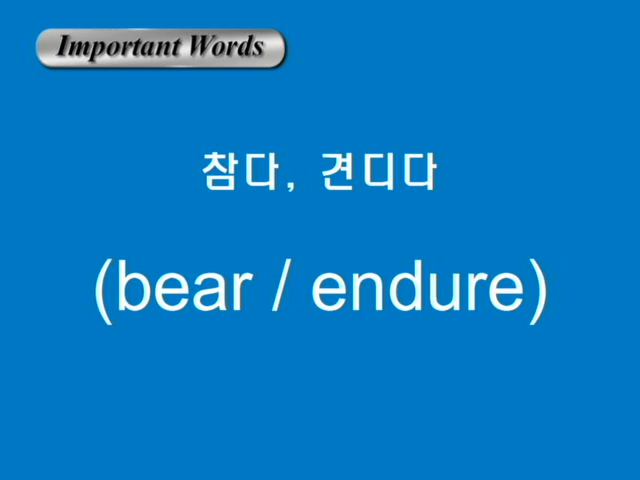 Important Words
참다, 견디다
(bear / endure)